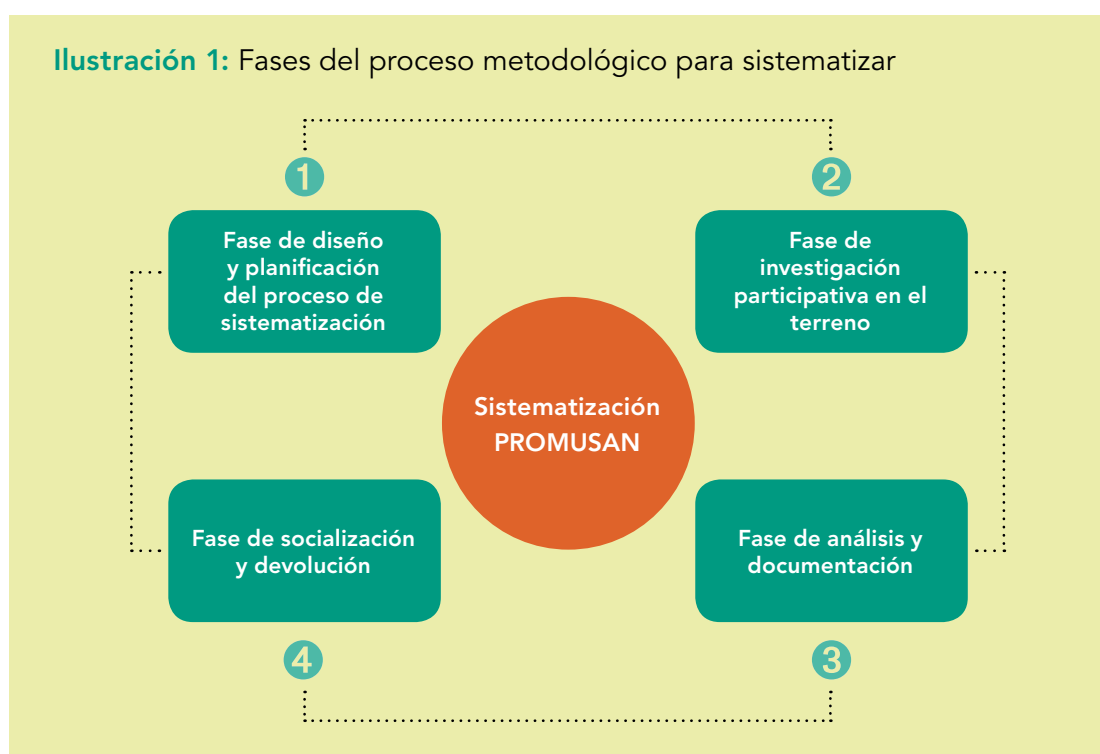 Ilustración 1: Fases del proceso metodológico para sistematizar
1
Fase de diseño
y planificación
del proceso de
sistematización
2
Fase de
investigación
participativa en el
terreno
Sistematización
PROMUSAN
Fase de socialización
y devolución
4
Fase de análisis y
documentación
3